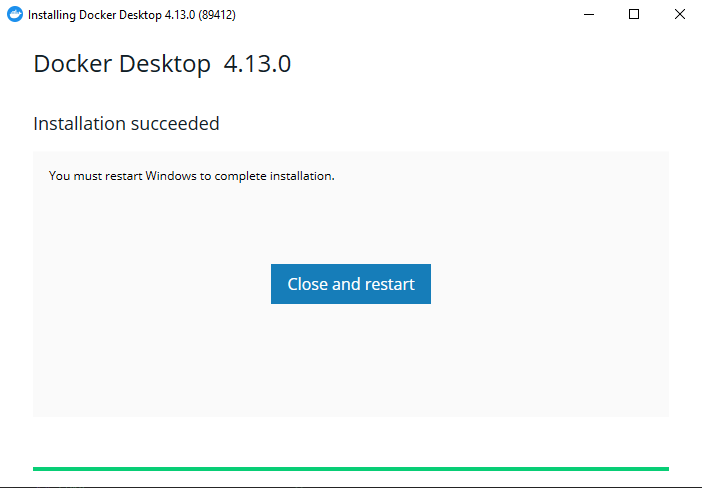 Installing Docker Desktop 4.13.0 (89412)
Docker Desktop 4.13.0
Installation succeeded
You must restart Windows to complete installation.
Close and restart